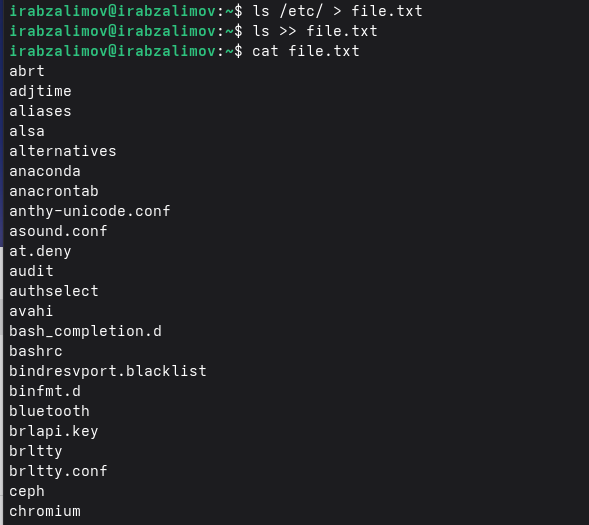 irabzalimov@irabzalimov:~$ ls /etc/ > file.txt
irabzalimov@irabzalimov:~$ ls >> file.txt
irabzalimov@irabzalimov:~$ cat file.txt
abrt
adjtime
aliases
alsa
alternatives
anaconda
anacrontab
anthy-unicode.conf
asound.conf
at.deny
audit
authselect
avahi
bash_completion.d
bashrc
bindresvport.blacklist
binfmt.d
bluetooth
brlapi.key
brltty
brltty.conf
ceph
chromium